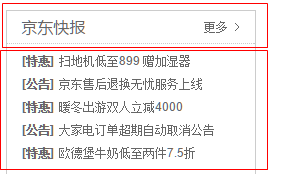 京东快报 更多 >
[特惠] 扫地机低至899 赠加湿器
[公告] 京东售后退换无忧服务上线
[特惠] 暖冬出游双人立减4000
[公告] 大家电订单超期自动取消公告
[特惠] 欧德堡牛奶低至两件7.5折